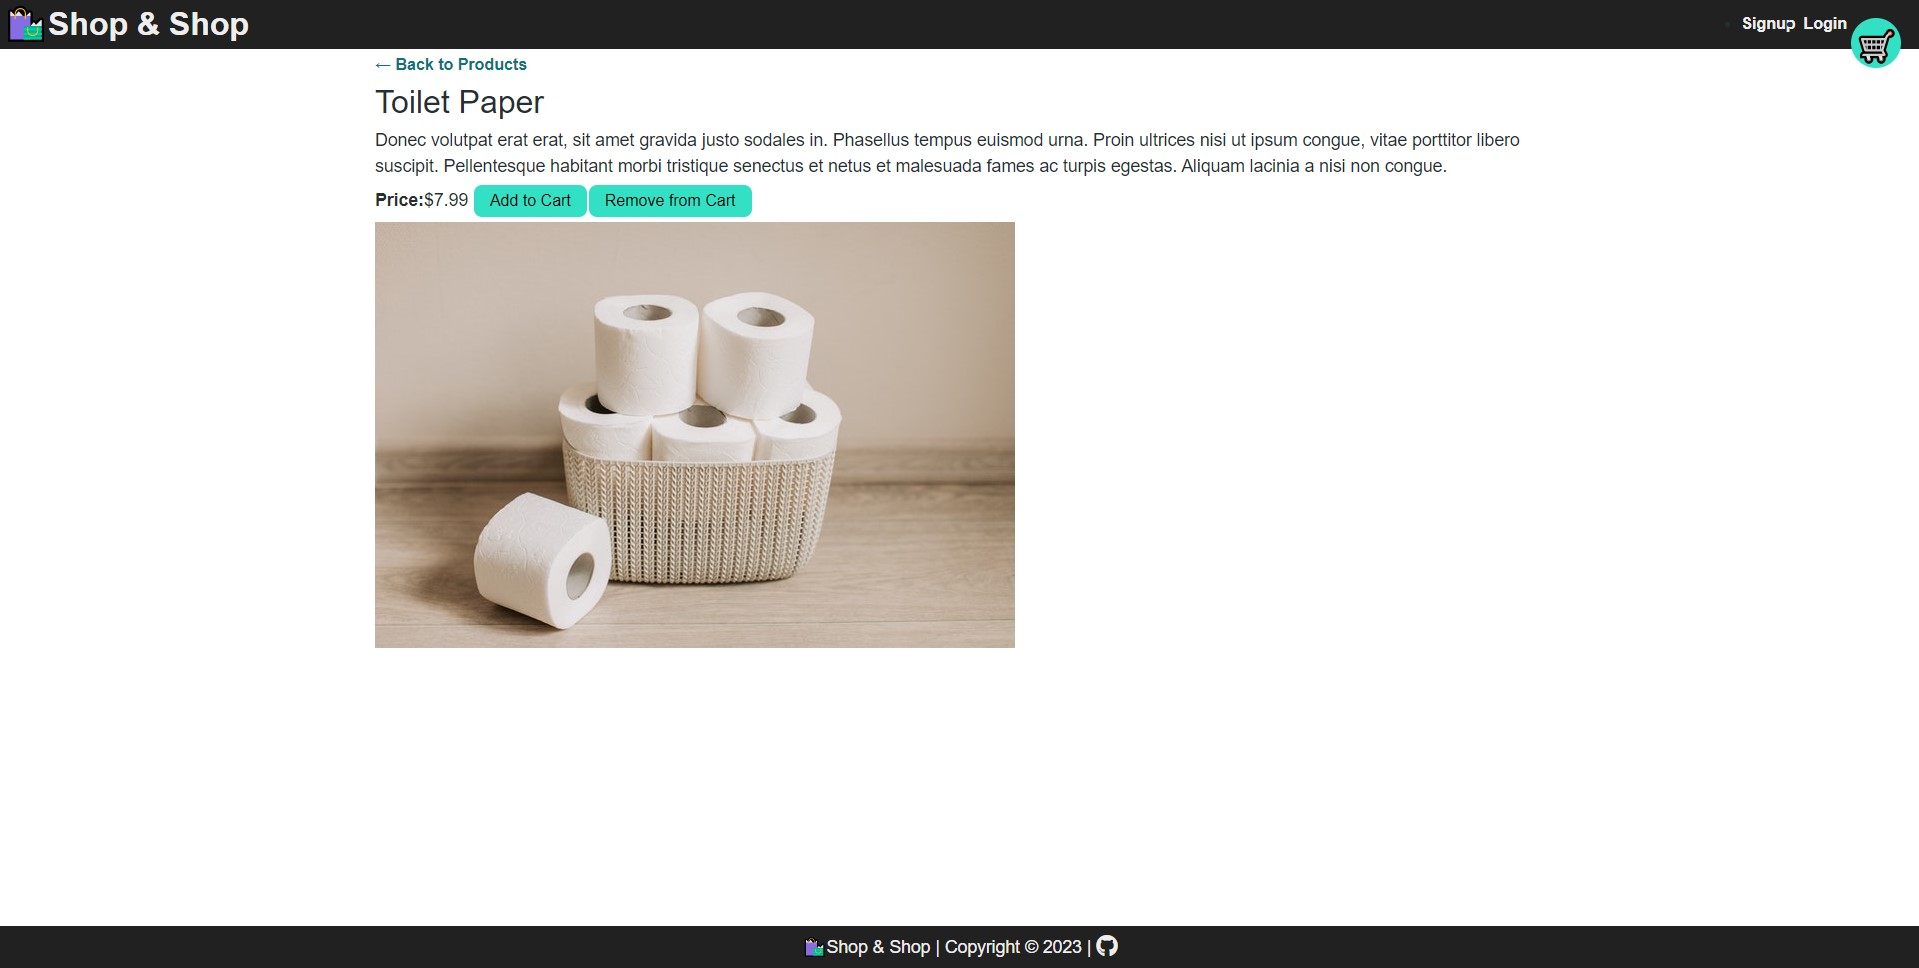 Shop & Shop
Signup Login
← Back to Products
Toilet Paper
Donec volutpat erat erat, sit amet gravida justo sodales in. Phasellus tempus euismod urna. Proin ultrices nisi ut ipsum congue, vitae porttitor libero
suscipit. Pellentesque habitant morbi tristique senectus et netus et malesuada fames ac turpis egestas. Aliquam lacinia a nisi non congue.
Price:$7.99 Add to Cart Remove from Cart
Shop & Shop | Copyright © 2023 |